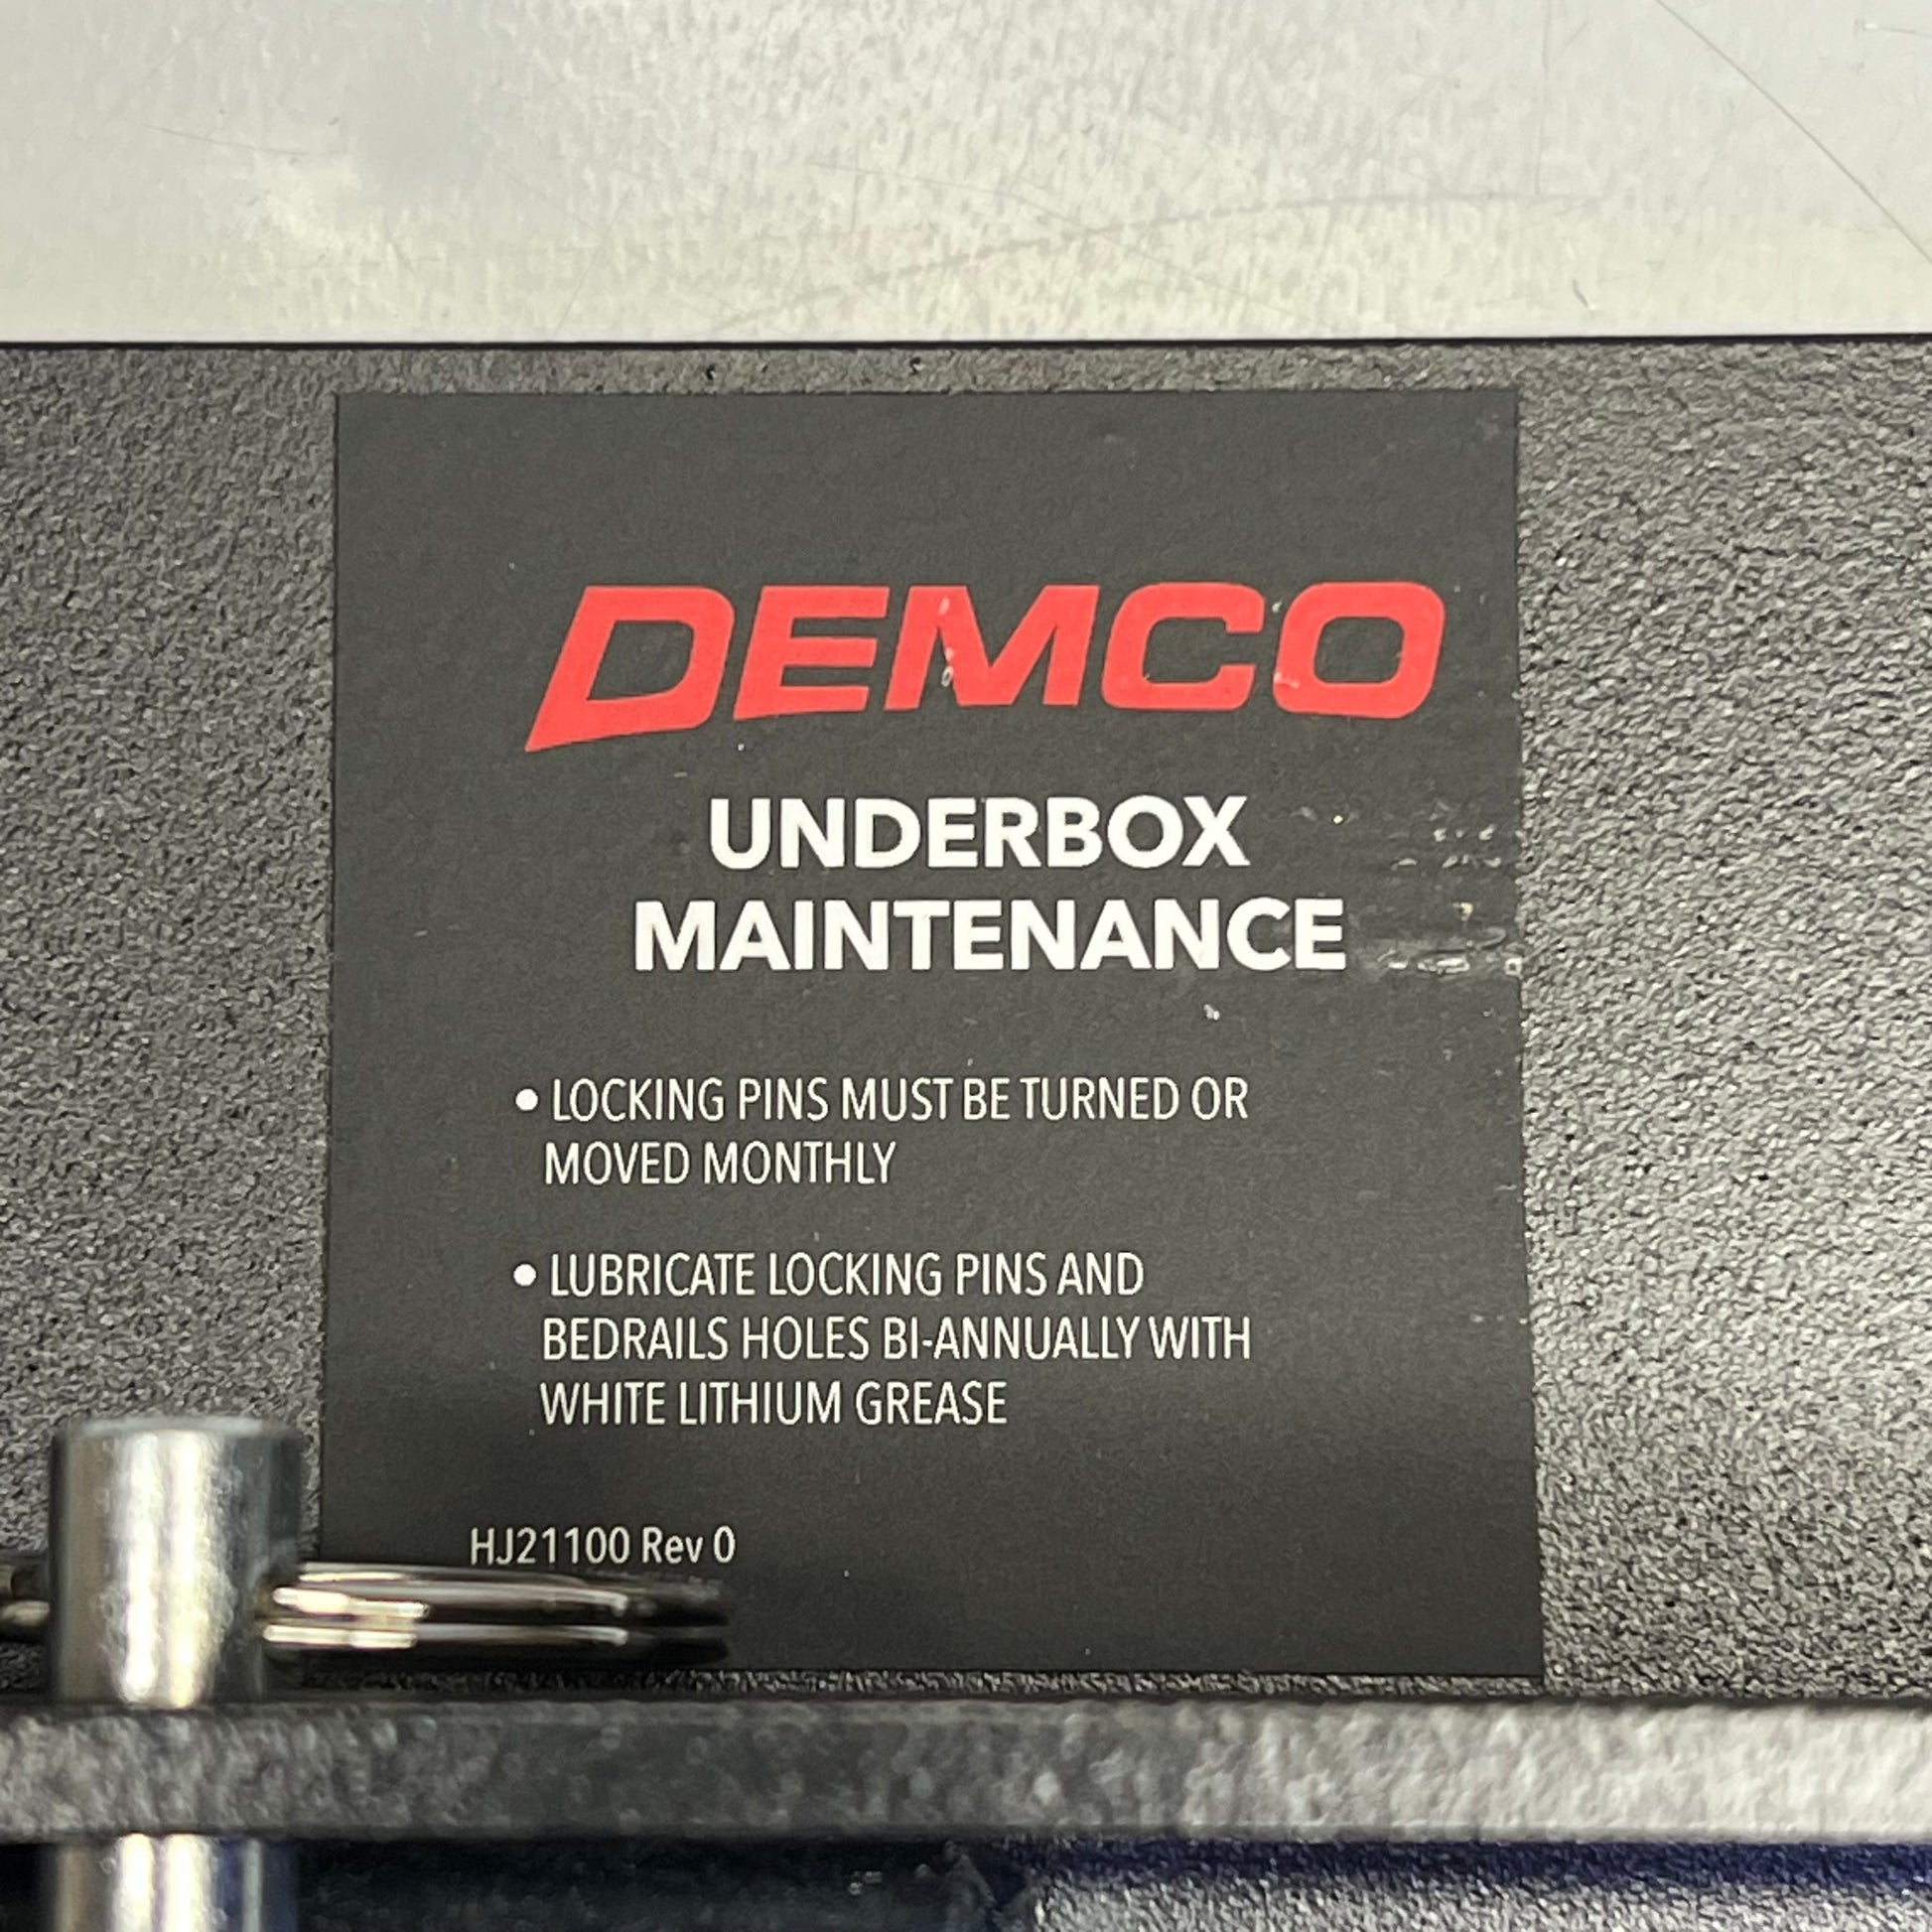 DEMCO
UNDERBOX
MAINTENANCE
• LOCKING PINS MUST BE TURNED OR
MOVED MONTHLY
• LUBRICATE LOCKING PINS AND
BEDRAILS HOLES BI-ANNUALLY WITH
WHITE LITHIUM GREASE
HJ21100 Rev 0